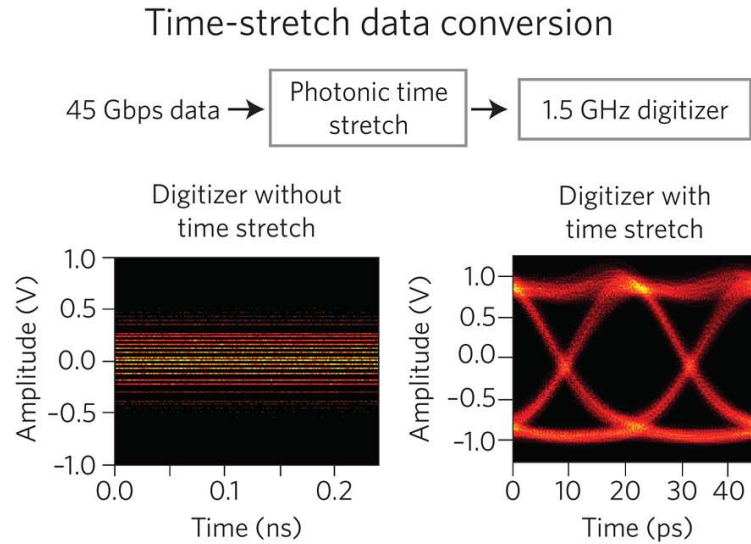 Time-stretch data conversion
45 Gbps data
Photonic time
stretch
1.5 GHz digitizer
Digitizer without
time stretch
Amplitude (V)
1.0
0.5
0.0
–0.5
–1.0
0.0
0.1
0.2
Time (ns)
Digitizer with
time stretch
Amplitude (V)
1.0
0.5
0.0
–0.5
–1.0
0
10
20
30
40
Time (ps)